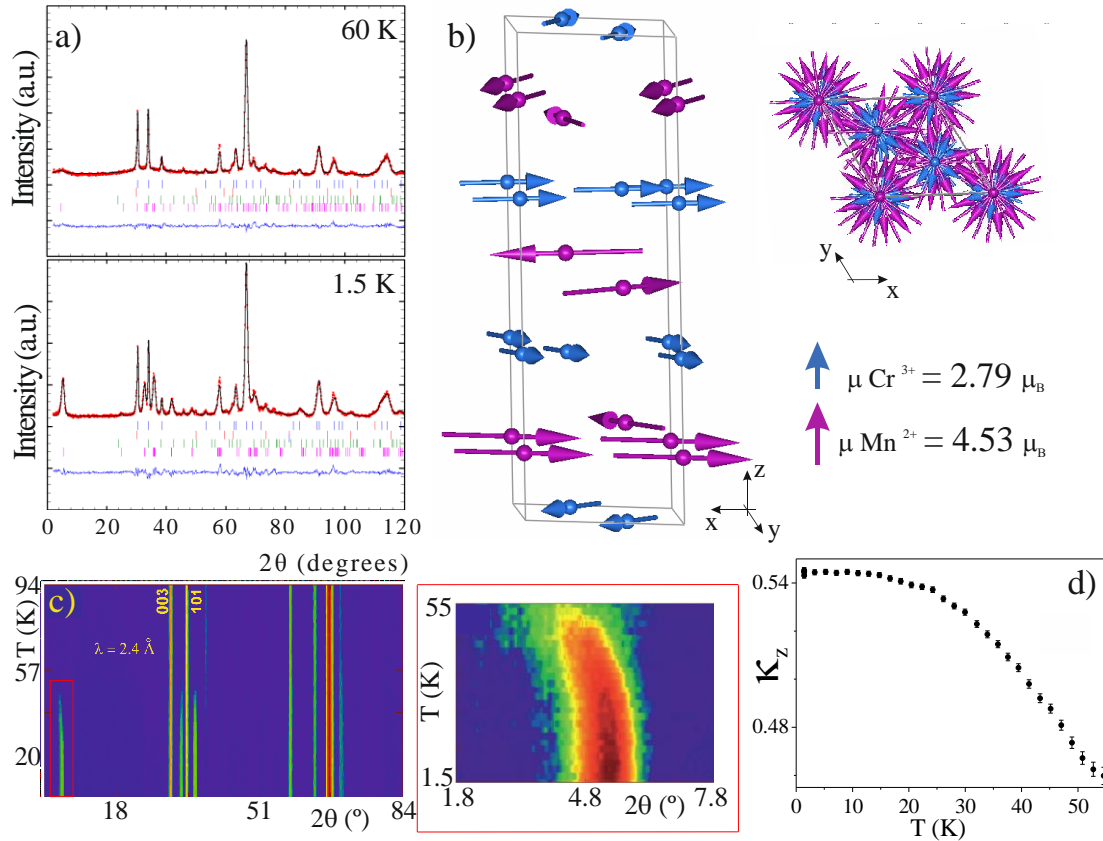 a)
60 K
Intensity (a.u.)
1.5 K
Intensity (a.u.)
0 20 40 60 80 100 120
2θ (degrees)
b)
z
x
y
y
x
μ Cr 3+ = 2.79 μB
μ Mn 2+ = 4.53 μB
c)
94
57
20
T (K)
003
101
λ = 2.4 Å
18 51 84
2θ (º)
55
T (K)
1.5
1.8 4.8 7.8
2θ (°)
d)
0.54
0.48
κz
0 10 20 30 40 50
T (K)